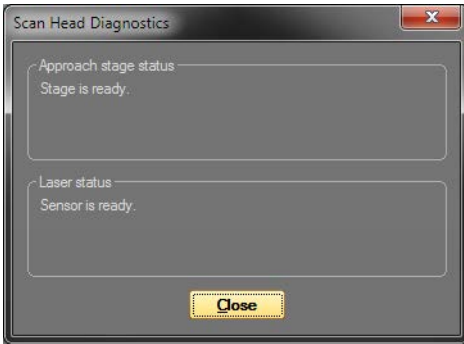 Scan Head Diagnostics
X
Approach stage status
Stage is ready.
Laser status
Sensor is ready.
Close